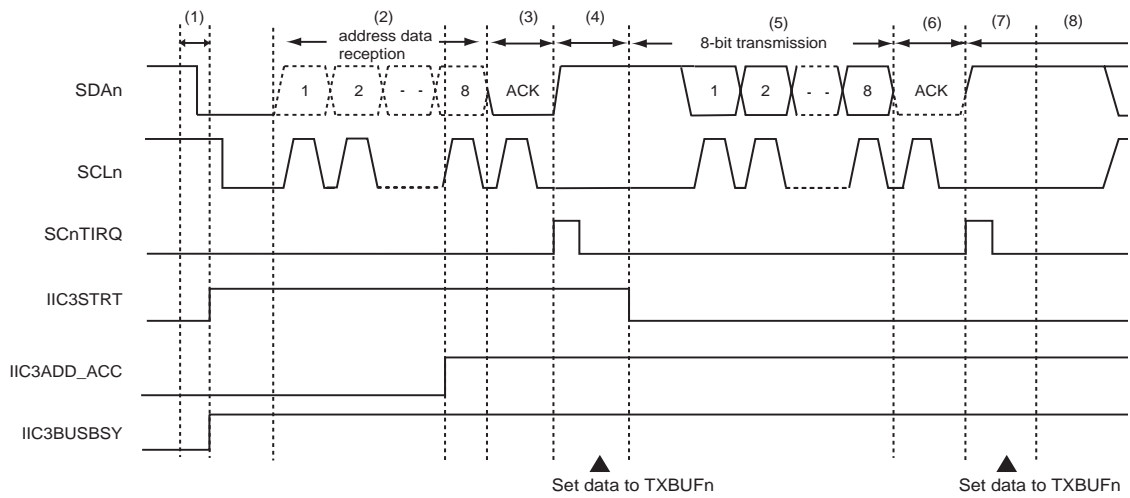 (1) (2) (3) (4) (5) (6) (7) (8)
address data
reception
8-bit transmission
SDAn 1 2 - - 8 ACK 1 2 - - 8 ACK
SCLn
SCnTIRQ
IIC3STRT
IIC3ADD_ACC
IIC3BUSBSY
Set data to TXBUFn Set data to TXBUFn